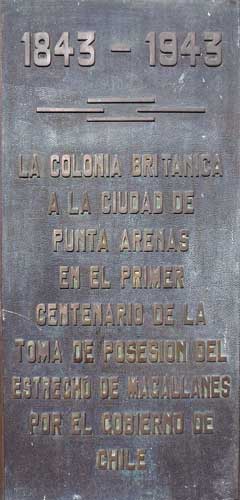 1843 - 1943
LA COLONIA BRITANICA
A LA CIUDAD DE
PUNTA ARENAS
EN EL PRIMER
CENTENARIO DE LA
TOMA DE POSESION DEL
ESTRECHO DE MAGALLANES
POR EL GOBIERNO DE
CHILE